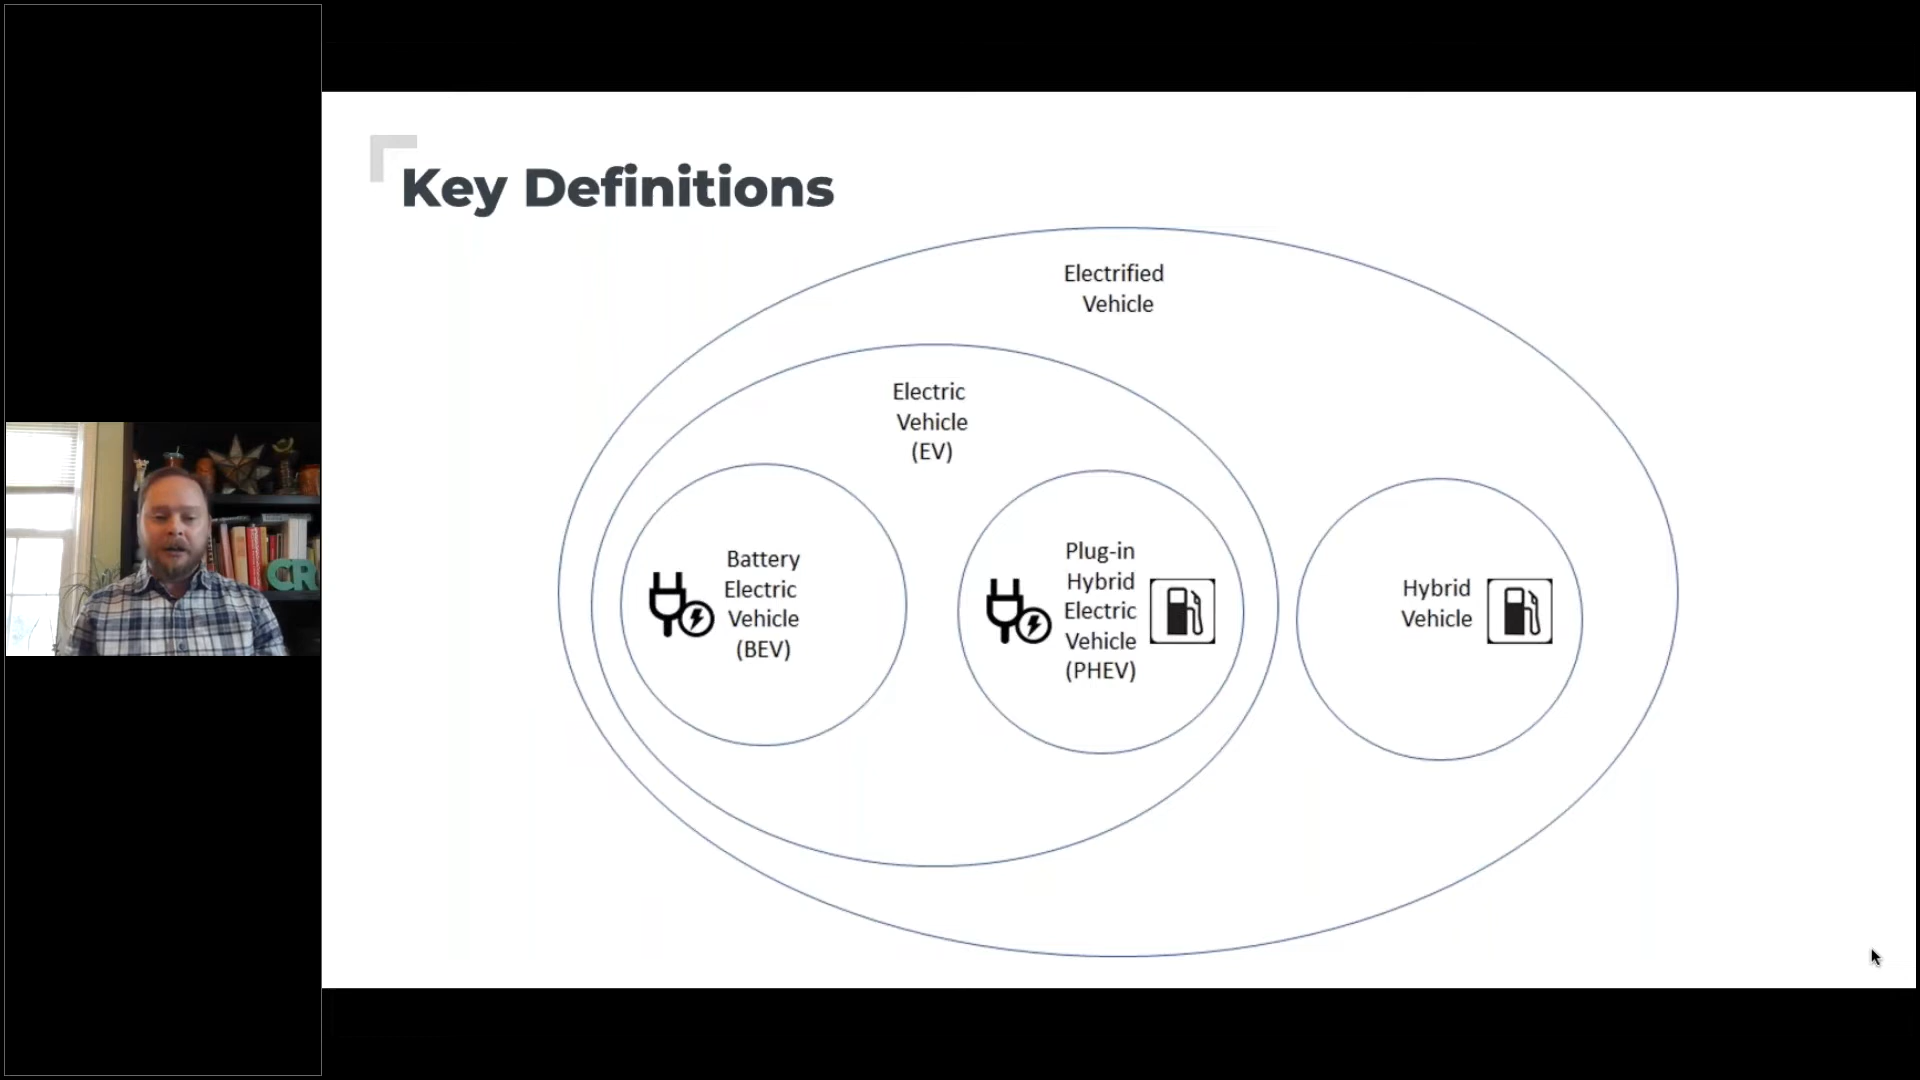 Key Definitions
Electrified
Vehicle
Electric
Vehicle
(EV)
Battery
Electric
Vehicle
(BEV)
Plug-in
Hybrid
Electric
Vehicle
(PHEV)
Hybrid
Vehicle
CR